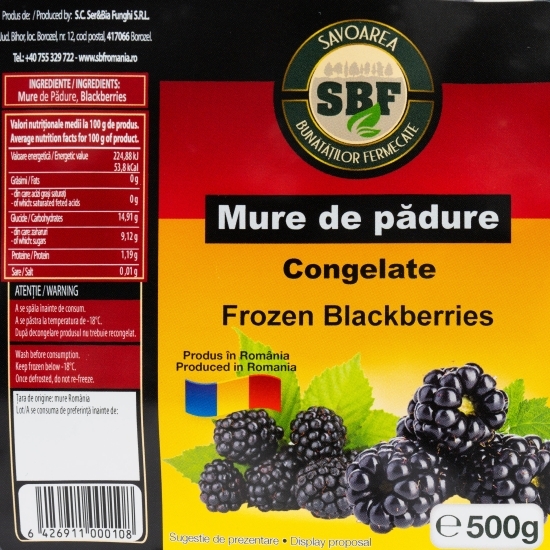 Produs de: / Produced by: S.C. Ser&Bia Funghi S.R.L.
Jud. Bihor, loc. Borozel, nr. 12, cod postal, 417066 Borozel.
Tel.: +40 755 329 722 - www.sbfromania.ro
INGREDIENTE / INGREDIENTS:
Mure de Pădure, Blackberries
Valori nutriționale medii la 100 g de produs.
Average nutrition facts for 100 g of product.
Valoare energetică / Energetic value 224,88 kJ
53,8 kCal
Grăsimi / Fats 0 g
- din care: acizi grași saturați
- of which: saturated feted acids 0 g
Glucide / Carbohydrates 14,91 g
- din care: zaharuri
- of which: sugars 9,12 g
Proteine / Protein 1,19 g
Sare / Salt 0,01 g
ATENȚIE / WARNING
A se spăla înainte de consum.
A se păstra la temperatura de -18°C.
După decongelare produsul nu trebuie recongelat.
Wash before consumption.
Keep frozen below -18°C.
Once defrosted, do not re-freeze.
Țara de origine: mure România
Lot/A se consuma de preferință înainte de:
6 426911 000108
SAVOAREA
SBF
BUNĂTĂȚILOR FERMECATE
Mure de pădure
Congelate
Frozen Blackberries
Produs în România
Produced in Romania
Sugestie de prezentare • Display proposal
℮ 500g